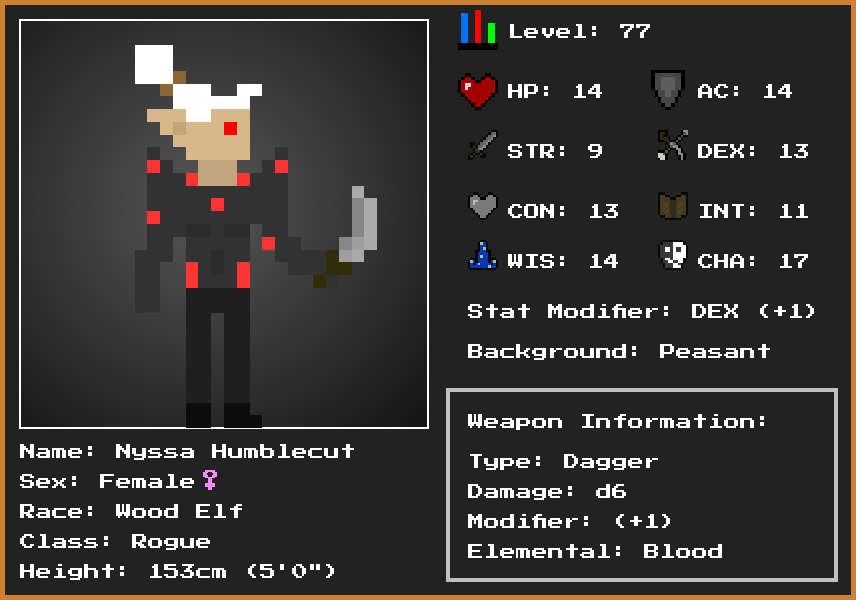 Level: 77
HP: 14
AC: 14
STR: 9
DEX: 13
CON: 13
INT: 11
WIS: 14
CHA: 17
Stat Modifier: DEX (+1)
Background: Peasant
Weapon Information:
Type: Dagger
Damage: d6
Modifier: (+1)
Elemental: Blood
Name: Nyssa Humblecut
Sex: Female♀
Race: Wood Elf
Class: Rogue
Height: 153cm (5'0")